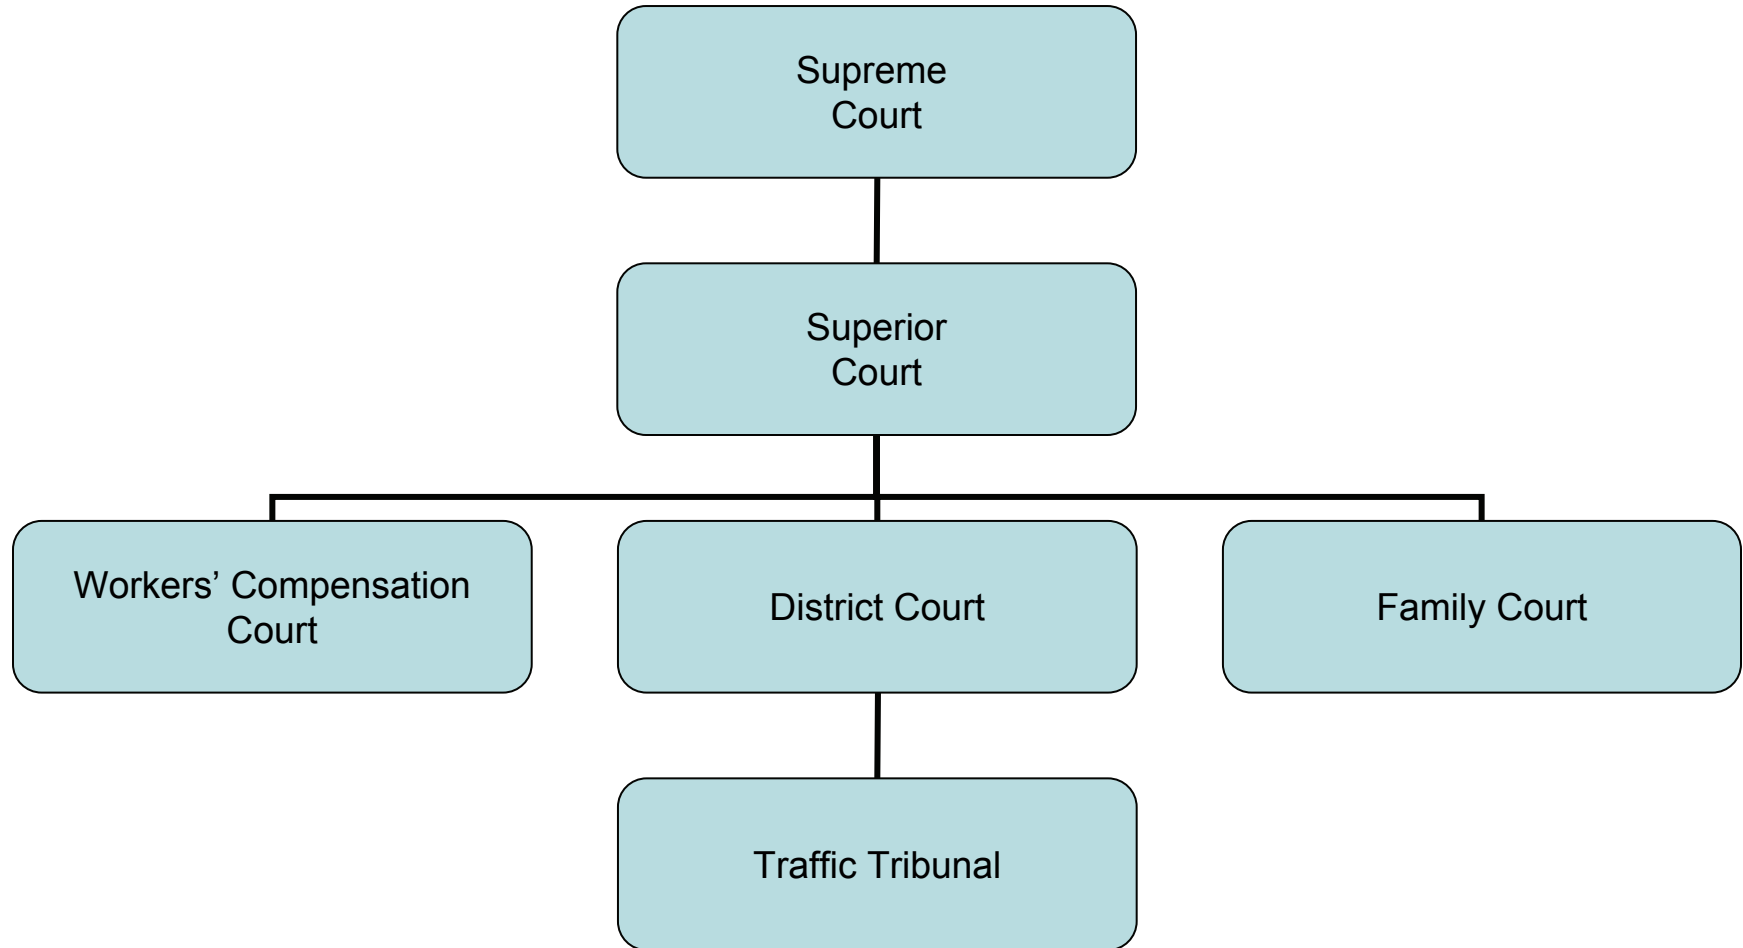 Supreme
Court
Superior
Court
Workers’ Compensation
Court
District Court
Family Court
Traffic Tribunal